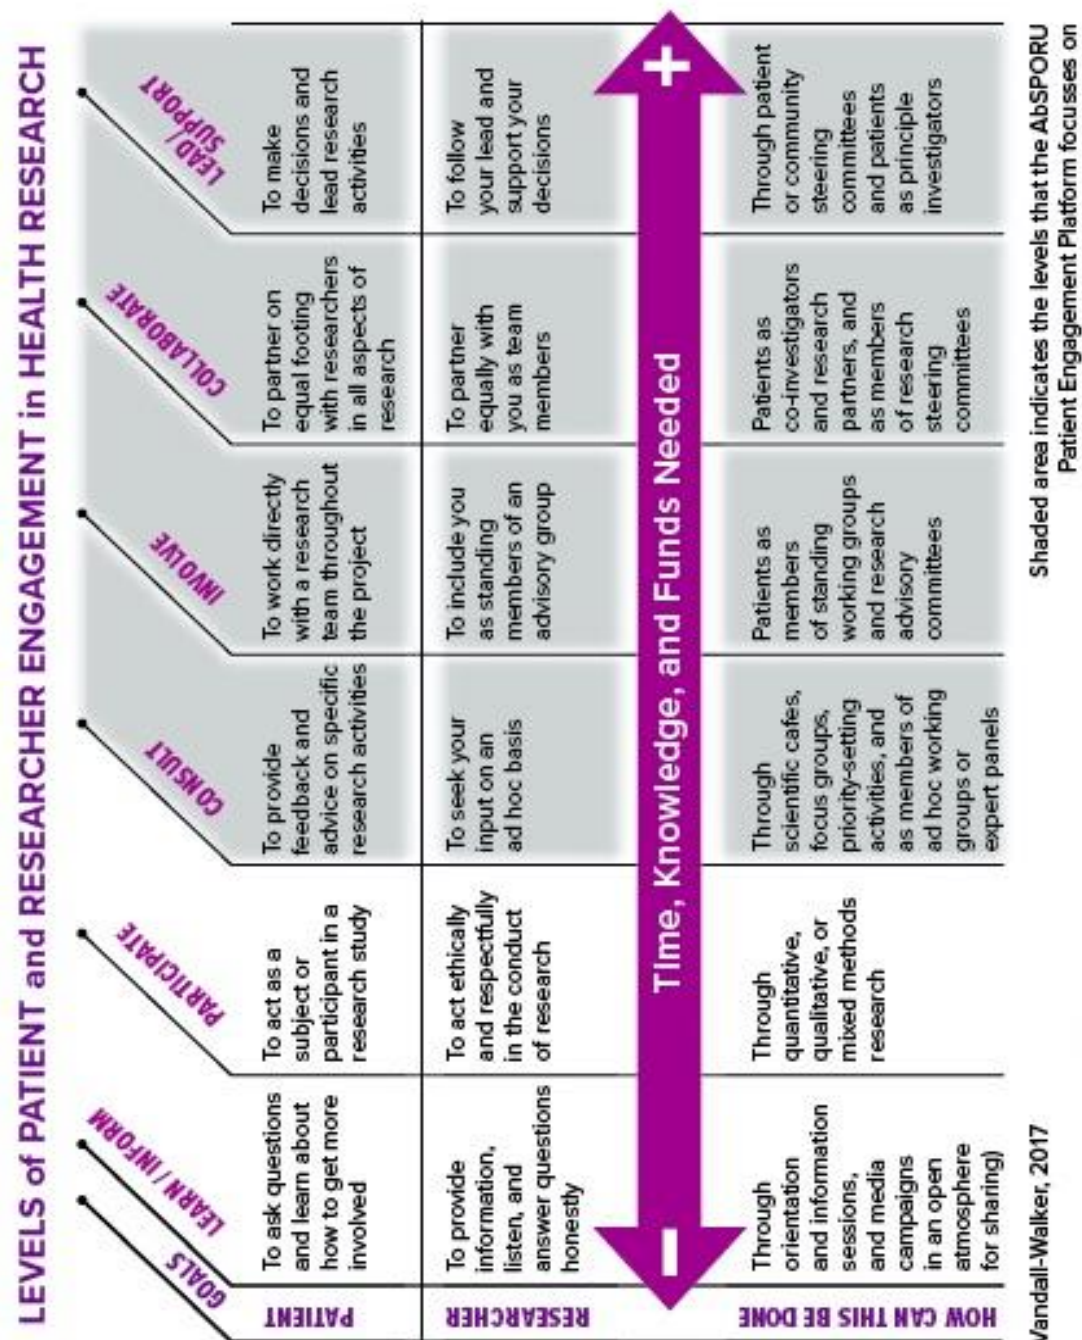 LEVELS of PATIENT and RESEARCHER ENGAGEMENT in HEALTH RESEARCH
GOALS
LEARN / INFORM
PARTICIPATE
CONSULT
INVOLVE
COLLABORATE
LEAD/
SUPPORT
PATIENT
To ask questions
and learn about
how to get more
involved
To act as a
subject or
participant in a
research study
To provide
feedback and
advice on specific
research activities
To work directly
with a research
team throughout
the project
To partner on
equal footing
with researchers
in all aspects of
research
To make
decisions and
lead research
activities
RESEARCHER
To provide
information,
listen, and
answer questions
honestly
To act ethically
and respectfully
in the conduct
of research
To seek your
input on an
ad hoc basis
To include you
as standing
members of an
advisory group
To partner
equally with
you as team
members
To follow
your lead and
support your
decisions
− Time, Knowledge, and Funds Needed +
HOW CAN THIS BE DONE
Through
orientation
and information
sessions,
and media
campaigns
in an open
atmosphere
for sharing)
Through
quantitative,
qualitative, or
mixed methods
research
Through
scientific cafes,
focus groups,
priority-setting
activities, and
as members of
ad hoc working
groups or
expert panels
Patients as
members
of standing
working groups
and research
advisory
committees
Patients as
co-investigators
and research
partners, and
as members
of research
steering
committees
Through patient
or community
steering
committees
and patients
as principle
investigators
Vandall-Walker, 2017
Shaded area indicates the levels that the AbSPORU
Patient Engagement Platform focusses on